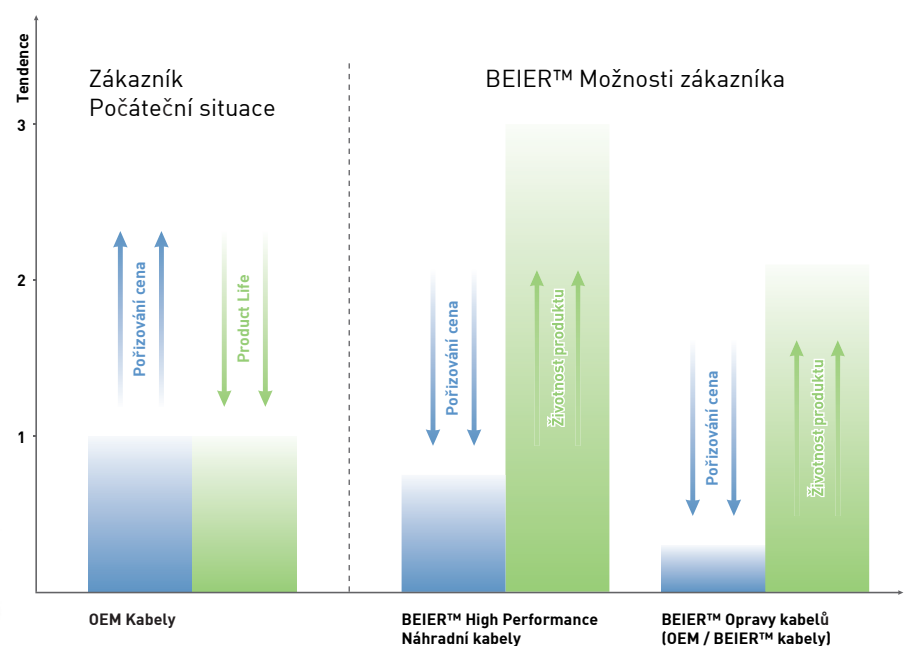 Tendence
Zákazník
Počáteční situace
BEIER™ Možnosti zákazníka
3
2
1
Pořizování cena
Product Life
Pořizování cena
Životnost produktu
Pořizování cena
Životnost produktu
OEM Kabely
BEIER™ High Performance
Náhradní kabely
BEIER™ Opravy kabelů
(OEM / BEIER™ kabely)